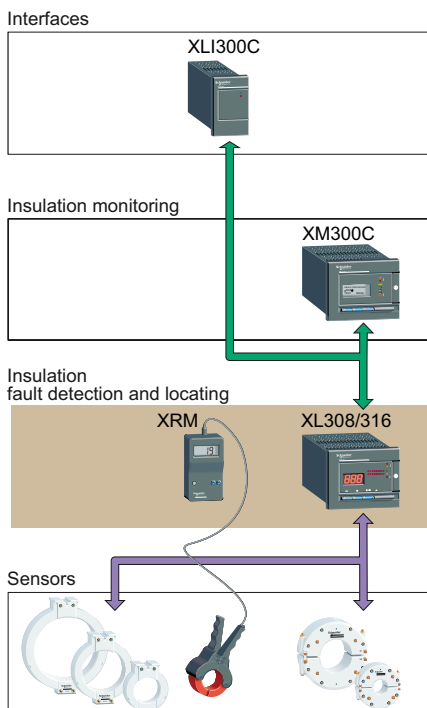 Interfaces
XLI300C
Insulation monitoring
XM300C
Insulation
fault detection and locating
XRM
XL308/316
Sensors